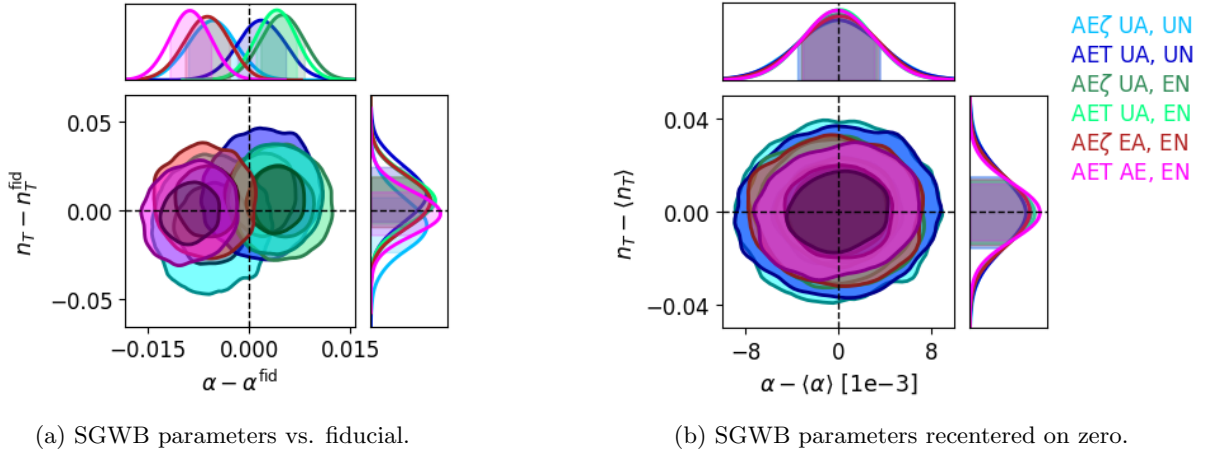 0.05
0.00
−0.05
n_T − n_T^fid
−0.015 0.000 0.015
α − α^fid
(a) SGWB parameters vs. fiducial.
0.04
0.00
−0.04
n_T − ⟨n_T⟩
−8 0 8
α − ⟨α⟩ [1e−3]
(b) SGWB parameters recentered on zero.
AEζ UA, UN
AET UA, UN
AEζ UA, EN
AET UA, EN
AEζ EA, EN
AET AE, EN